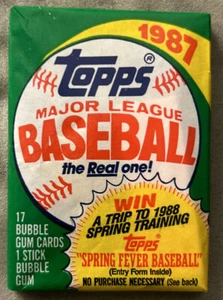 1987
topps®
MAJOR LEAGUE
BASEBALL
the Real one!
WIN
A TRIP TO 1988
SPRING TRAINING
topps
"SPRING FEVER BASEBALL"
(Entry Form Inside)
NO PURCHASE NECESSARY (See back)
17
BUBBLE
GUM CARDS
1 STICK
BUBBLE
GUM